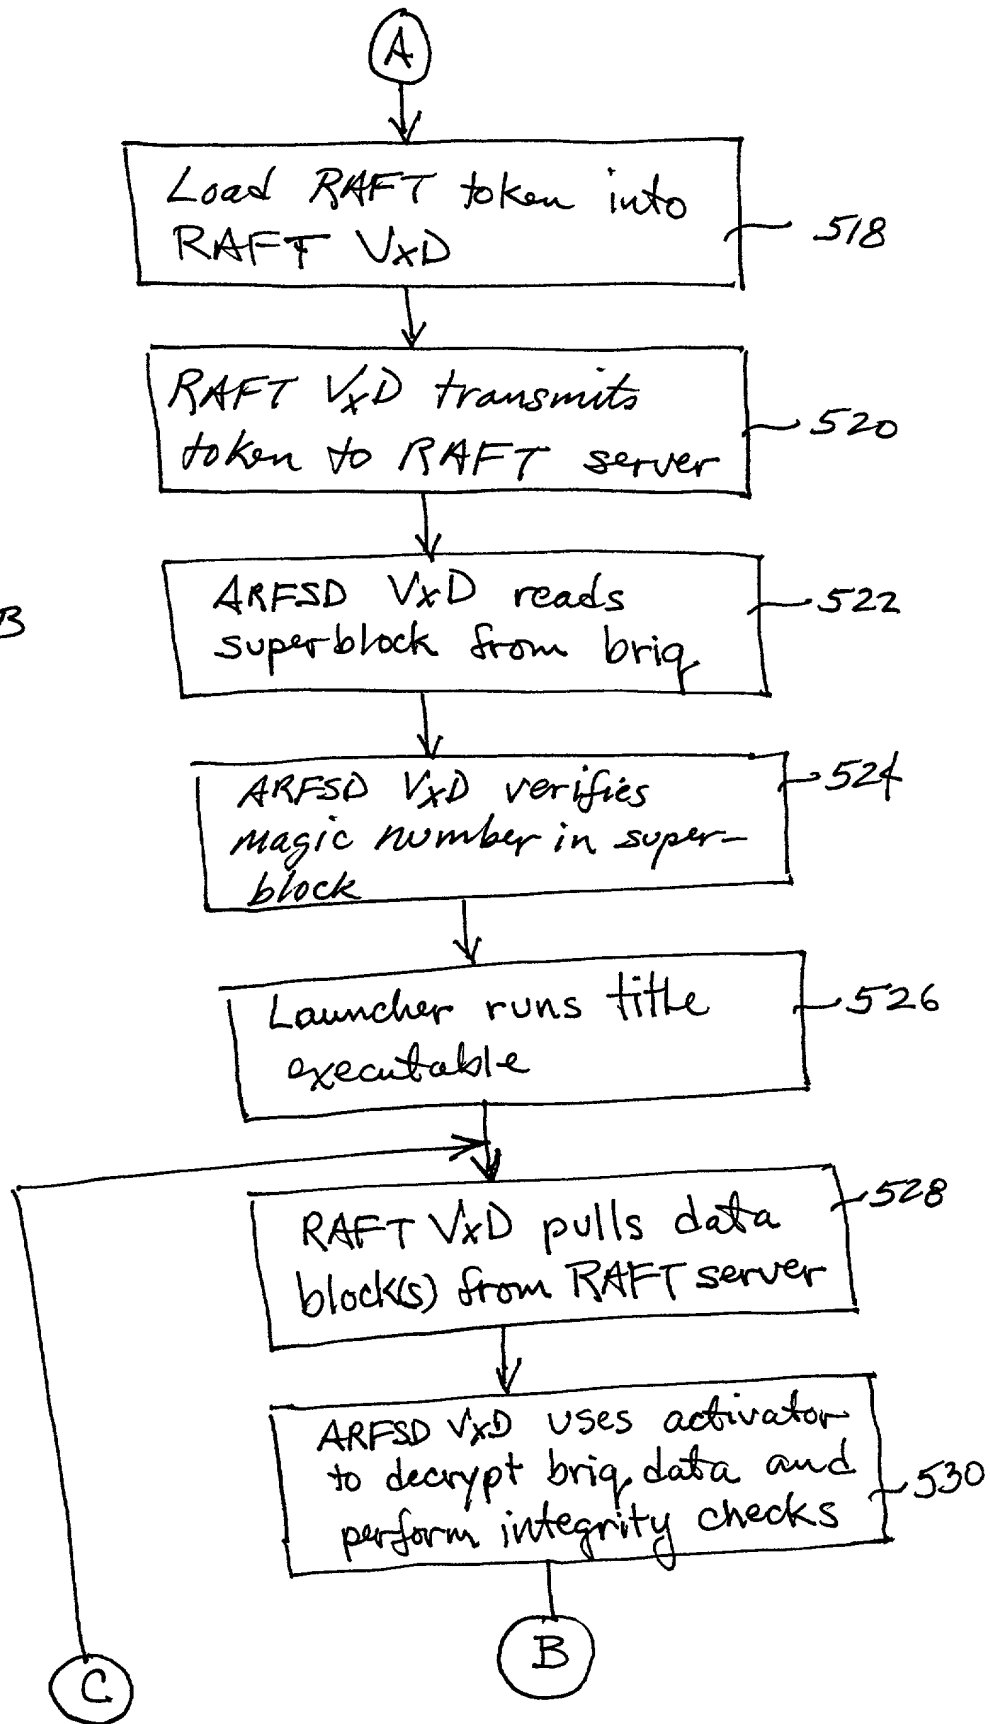 A
Load RAFT token into
RAFT VxD
518
RAFT VxD transmits
token to RAFT server
520
B
ARFSD VxD reads
superblock from briq
522
ARFSD VxD verifies
magic number in super-
block
524
Launcher runs title
executable
526
RAFT VxD pulls data
block(s) from RAFT server
528
ARFSD VxD uses activator
to decrypt briq data and
perform integrity checks
530
B
C